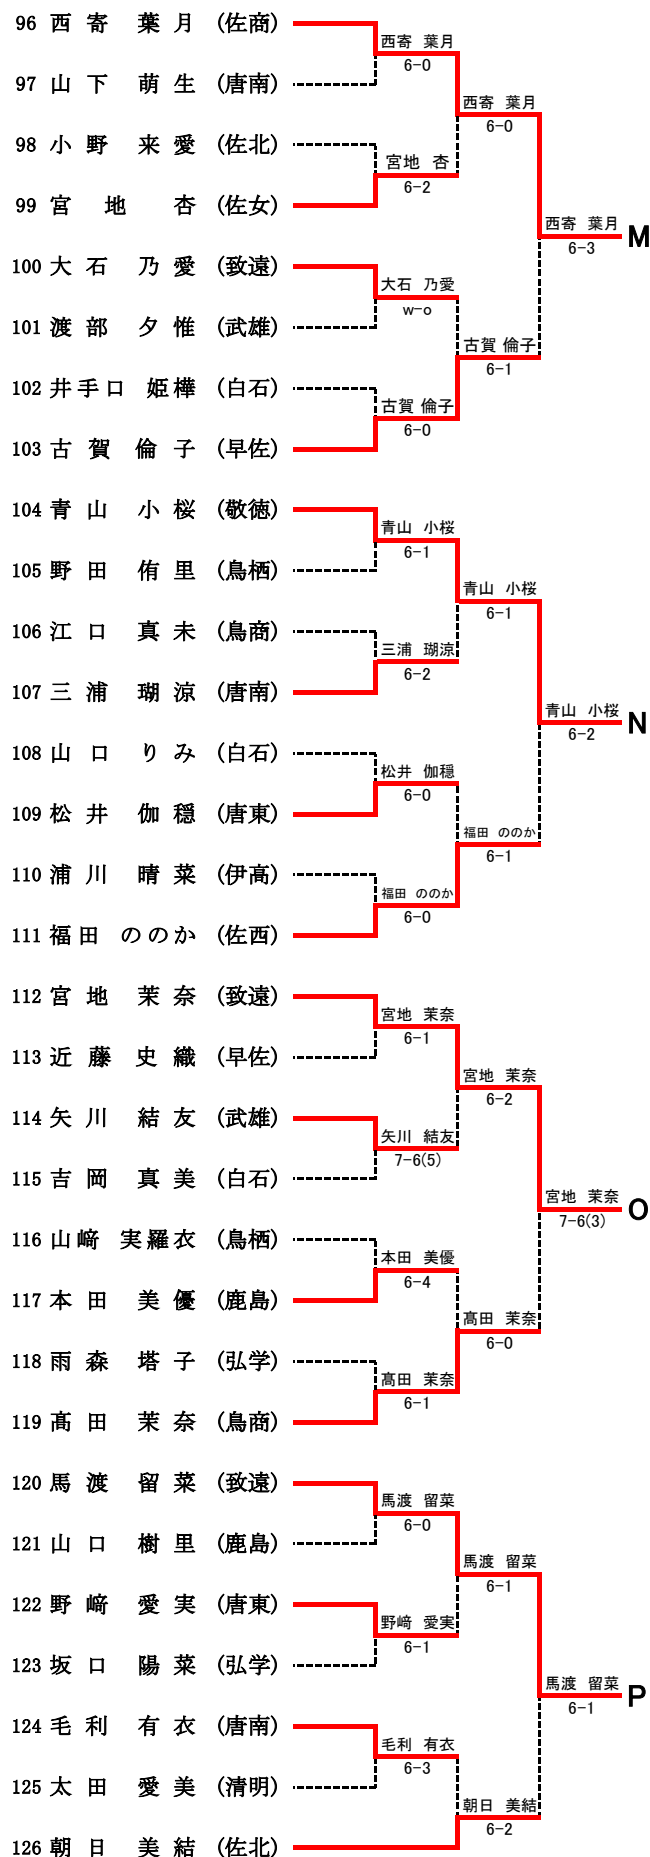 96 西 寄 葉 月 (佐商)
西寄 葉月
6-0
97 山 下 萌 生 (唐南)
西寄 葉月
6-0
98 小 野 来 愛 (佐北)
宮地 杏
6-2
99 宮 地 杏 (佐女)
西寄 葉月
M
6-3
100 大 石 乃 愛 (致遠)
大石 乃愛
w-o
101 渡 部 夕 惟 (武雄)
古賀 倫子
6-1
102 井手口 姫樺 (白石)
古賀 倫子
6-0
103 古 賀 倫 子 (早佐)
104 青 山 小 桜 (敬徳)
青山 小桜
6-1
105 野 田 侑 里 (鳥栖)
青山 小桜
6-1
106 江 口 真 未 (鳥商)
三浦 瑚涼
6-2
107 三 浦 瑚 涼 (唐南)
青山 小桜
N
6-2
108 山 口 り み (白石)
松井 伽穏
6-0
109 松 井 伽 穏 (唐東)
福田 ののか
6-1
110 浦 川 晴 菜 (伊高)
福田 ののか
6-0
111 福 田 の の か (佐西)
112 宮 地 茉 奈 (致遠)
宮地 茉奈
6-1
113 近 藤 史 織 (早佐)
宮地 茉奈
6-2
114 矢 川 結 友 (武雄)
矢川 結友
7-6(5)
115 吉 岡 真 美 (白石)
宮地 茉奈
O
7-6(3)
116 山﨑 実羅衣 (鳥栖)
本田 美優
6-4
117 本 田 美 優 (鹿島)
髙田 茉奈
6-0
118 雨 森 塔 子 (弘学)
髙田 茉奈
6-1
119 髙 田 茉 奈 (鳥商)
120 馬 渡 留 菜 (致遠)
馬渡 留菜
6-0
121 山 口 樹 里 (鹿島)
馬渡 留菜
6-1
122 野 﨑 愛 実 (唐東)
野﨑 愛実
6-1
123 坂 口 陽 菜 (弘学)
馬渡 留菜
P
6-1
124 毛 利 有 衣 (唐南)
毛利 有衣
6-3
125 太 田 愛 美 (清明)
朝日 美結
6-2
126 朝 日 美 結 (佐北)